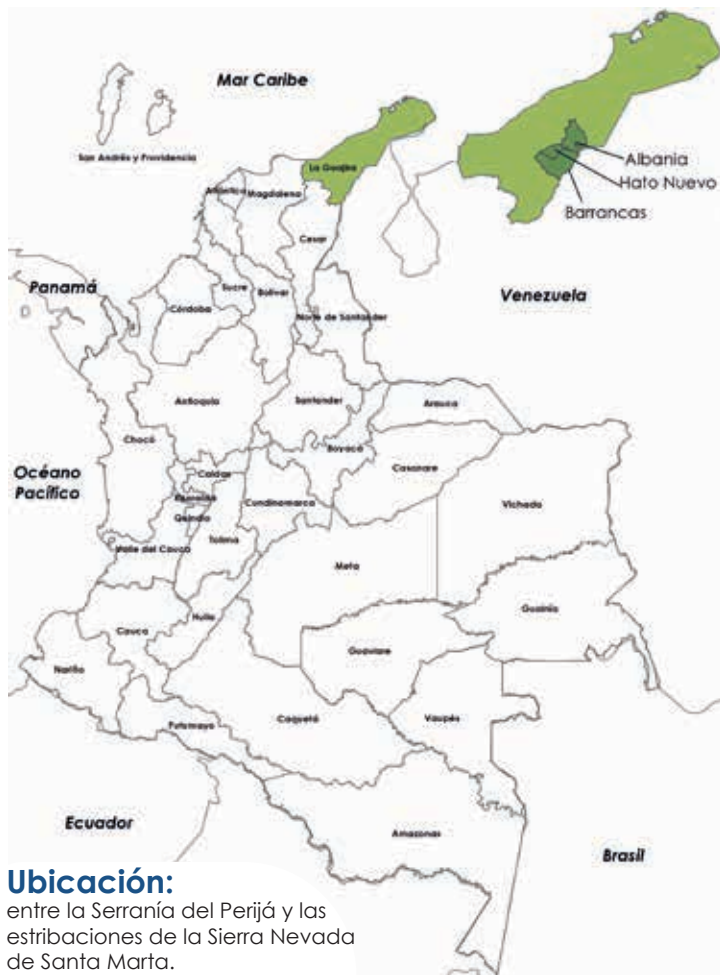 Mar Caribe
San Andrés y Providencia
La Guajira
Albania
Hato Nuevo
Barrancas
Atlántico
Magdalena
Cesar
Panamá
Venezuela
Sucre
Bolívar
Córdoba
Norte de Santander
Antioquia
Santander
Arauca
Chocó
Boyacá
Océano
Pacífico
Caldas
Casanare
Risaralda
Cundinamarca
Vichada
Quindío
Tolima
Valle del Cauca
Meta
Guainía
Cauca
Huila
Guaviare
Nariño
Caquetá
Vaupés
Putumayo
Ecuador
Amazonas
Brasil
Ubicación:
entre la Serranía del Perijá y las
estribaciones de la Sierra Nevada
de Santa Marta.